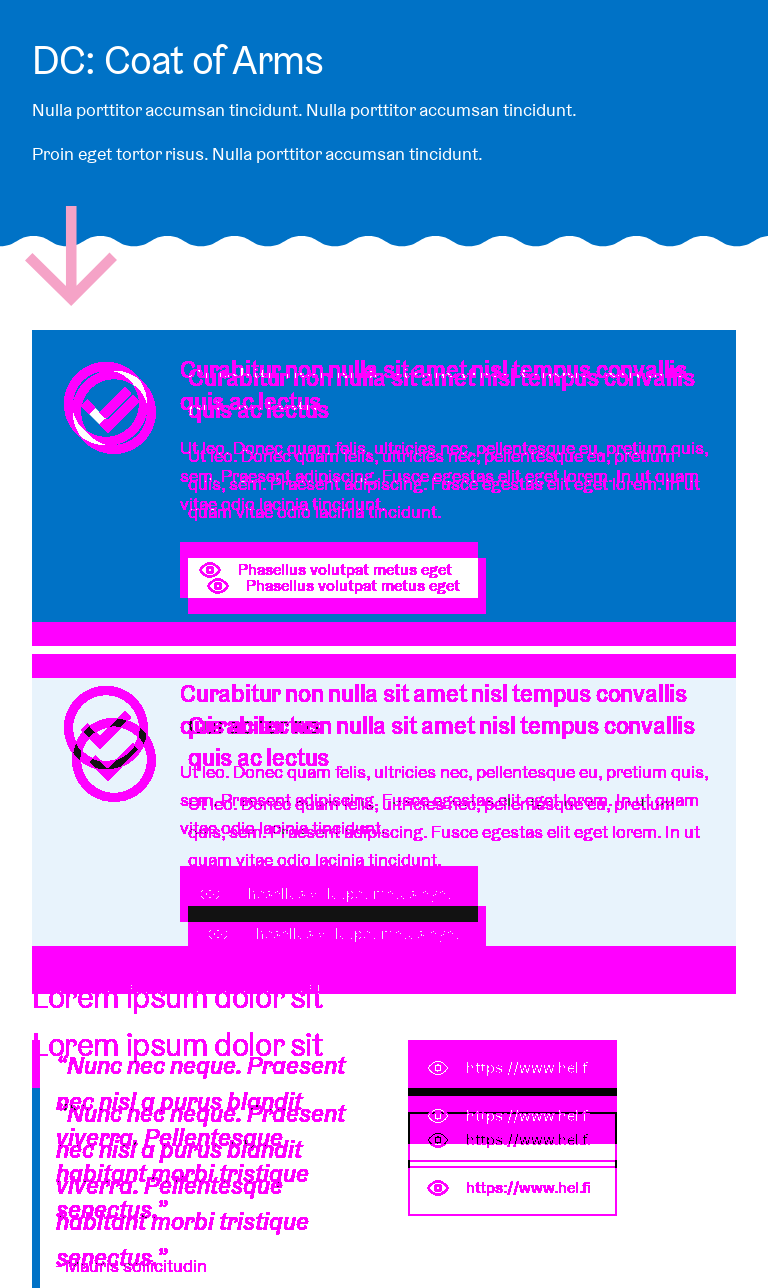 DC: Coat of Arms
Nulla porttitor accumsan tincidunt. Nulla porttitor accumsan tincidunt.
Proin eget tortor risus. Nulla porttitor accumsan tincidunt.
Curabitur non nulla sit amet nisl tempus convallis
Curabitur non nulla sit amet nisl tempus convallis
quis ac lectus
quis ac lectus
Ut leo. Donec quam felis, ultricies nec, pellentesque eu, pretium quis,
Ut leo. Donec quam felis, ultricies nec, pellentesque eu, pretium
sem. Praesent adipiscing. Fusce egestas elit eget lorem. In ut quam
quis, sem. Praesent adipiscing. Fusce egestas elit eget lorem. In ut
vitae odio lacinia tincidunt.
quam vitae odio lacinia tincidunt.
Phasellus volutpat metus eget
Phasellus volutpat metus eget
Curabitur non nulla sit amet nisl tempus convallis
quis ac lectus
Curabitur non nulla sit amet nisl tempus convallis
quis ac lectus
Ut leo. Donec quam felis, ultricies nec, pellentesque eu, pretium quis,
sem. Praesent adipiscing. Fusce egestas elit eget lorem. In ut quam
Ut leo. Donec quam felis, ultricies nec, pellentesque eu, pretium
vitae odio lacinia tincidunt.
quis, sem. Praesent adipiscing. Fusce egestas elit eget lorem. In ut
quam vitae odio lacinia tincidunt.
Phasellus volutpat metus eget
Phasellus volutpat metus eget
Lorem ipsum dolor sit
Lorem ipsum dolor sit
“Nunc nec neque. Praesent
nec nisl a purus blandit
“Nunc nec neque. Praesent
viverra. Pellentesque
nec nisl a purus blandit
habitant morbi tristique
viverra. Pellentesque
senectus.”
habitant morbi tristique
senectus.”
- Mauris sollicitudin
https://www.hel.fi
https://www.hel.fi
https://www.hel.fi
https://www.hel.fi